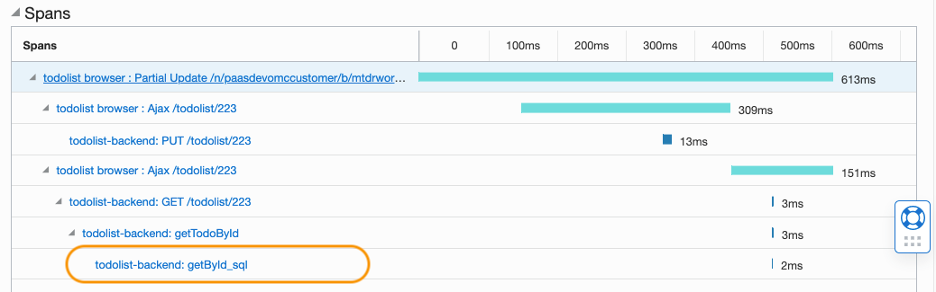 Spans
Spans 0 100ms 200ms 300ms 400ms 500ms 600ms
todolist browser : Partial Update /n/paasdevomccustomer/b/mtdrwor... 613ms
todolist browser : Ajax /todolist/223 309ms
todolist-backend: PUT /todolist/223 13ms
todolist browser : Ajax /todolist/223 151ms
todolist-backend: GET /todolist/223 3ms
todolist-backend: getTodoById 3ms
todolist-backend: getById_sql 2ms